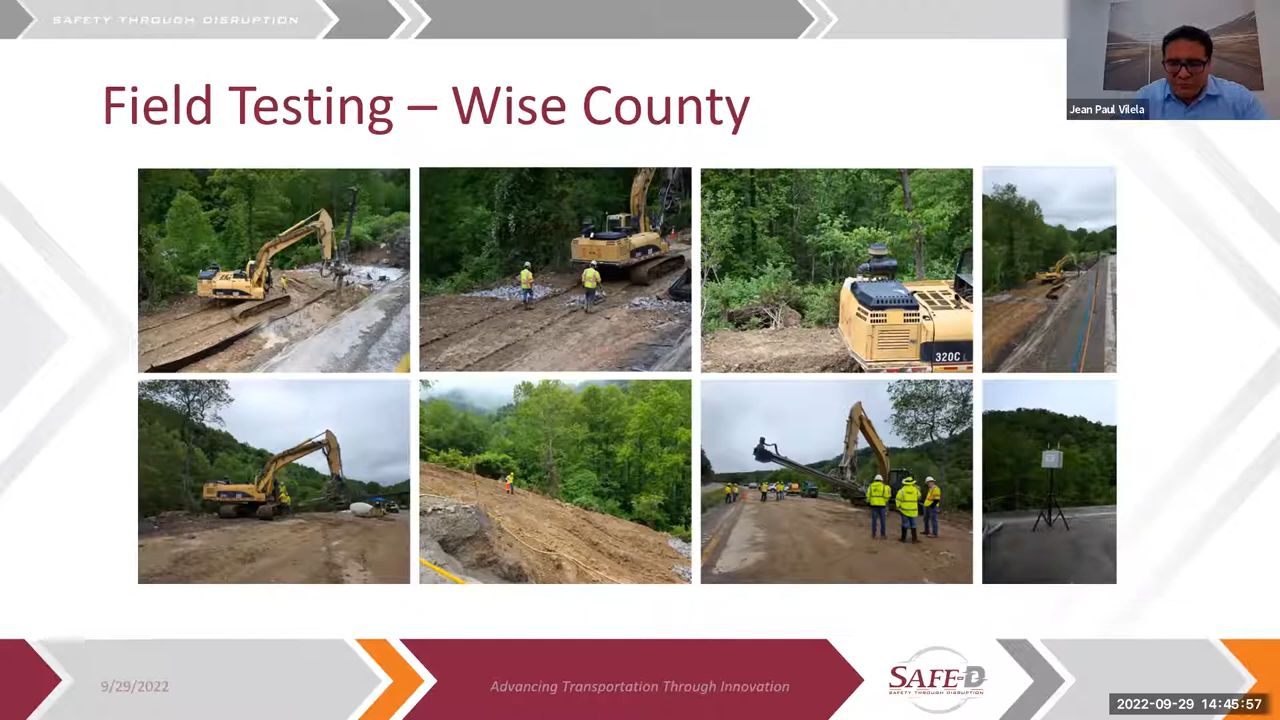 SAFETY THROUGH DISRUPTION
Field Testing – Wise County
Jean Paul Vilela
320C
9/29/2022
Advancing Transportation Through Innovation
SAFE-D
SAFETY THROUGH DISRUPTION
2022-09-29 14:45:57